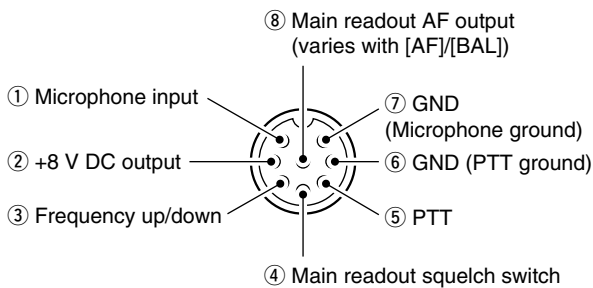 ⑧ Main readout AF output
(varies with [AF]/[BAL])
① Microphone input
⑦ GND
(Microphone ground)
② +8 V DC output
⑥ GND (PTT ground)
③ Frequency up/down
⑤ PTT
④ Main readout squelch switch